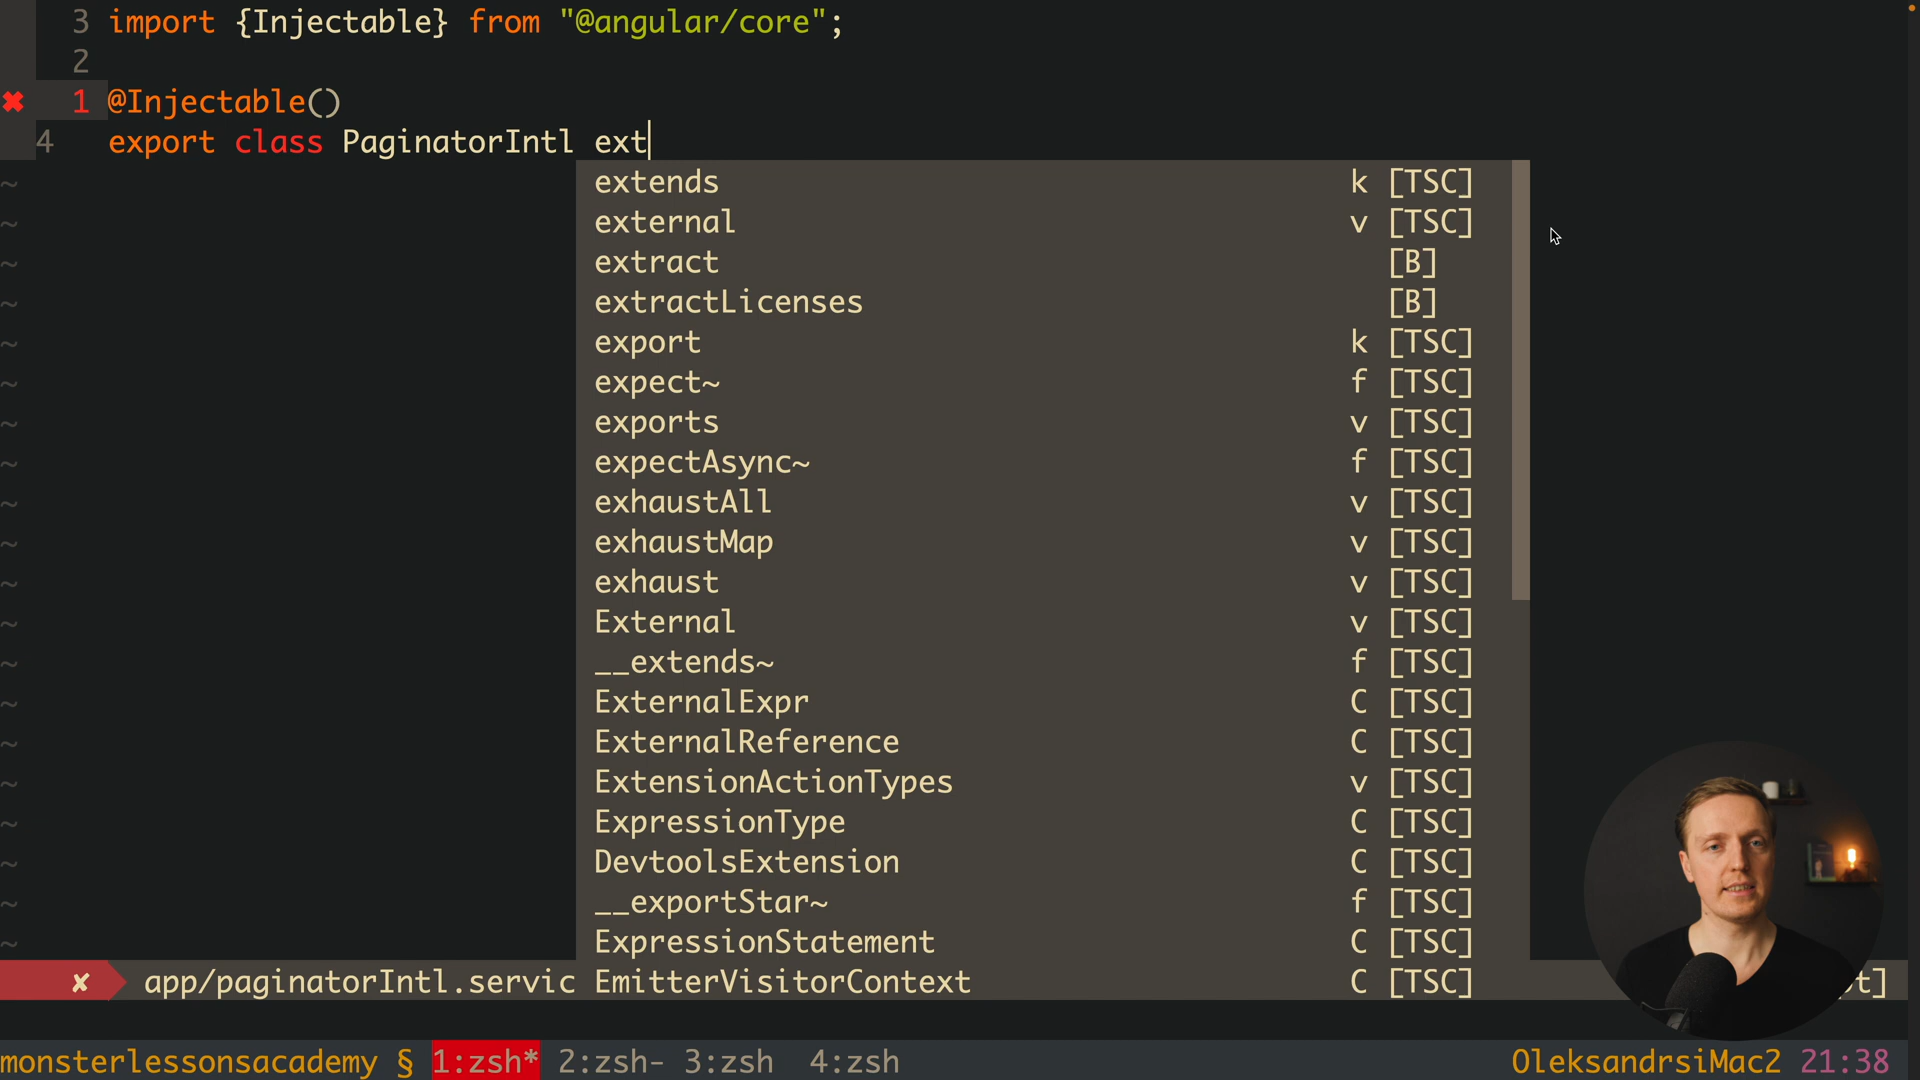 3 import {Injectable} from "@angular/core";
2
✖ 1 @Injectable()
4 export class PaginatorIntl ext
~ extends k [TSC]
~ external v [TSC]
~ extract [B]
~ extractLicenses [B]
~ export k [TSC]
~ expect~ f [TSC]
~ exports v [TSC]
~ expectAsync~ f [TSC]
~ exhaustAll v [TSC]
~ exhaustMap v [TSC]
~ exhaust v [TSC]
~ External v [TSC]
~ __extends~ f [TSC]
~ ExternalExpr C [TSC]
~ ExternalReference C [TSC]
~ ExtensionActionTypes v [TSC]
~ ExpressionType C [TSC]
~ DevtoolsExtension C [TSC]
~ __exportStar~ f [TSC]
~ ExpressionStatement C [TSC]
✘ app/paginatorIntl.servic EmitterVisitorContext C [TSC] t]
monsterlessonsacademy § 1:zsh* 2:zsh- 3:zsh 4:zsh OleksandrsiMac2 21:38